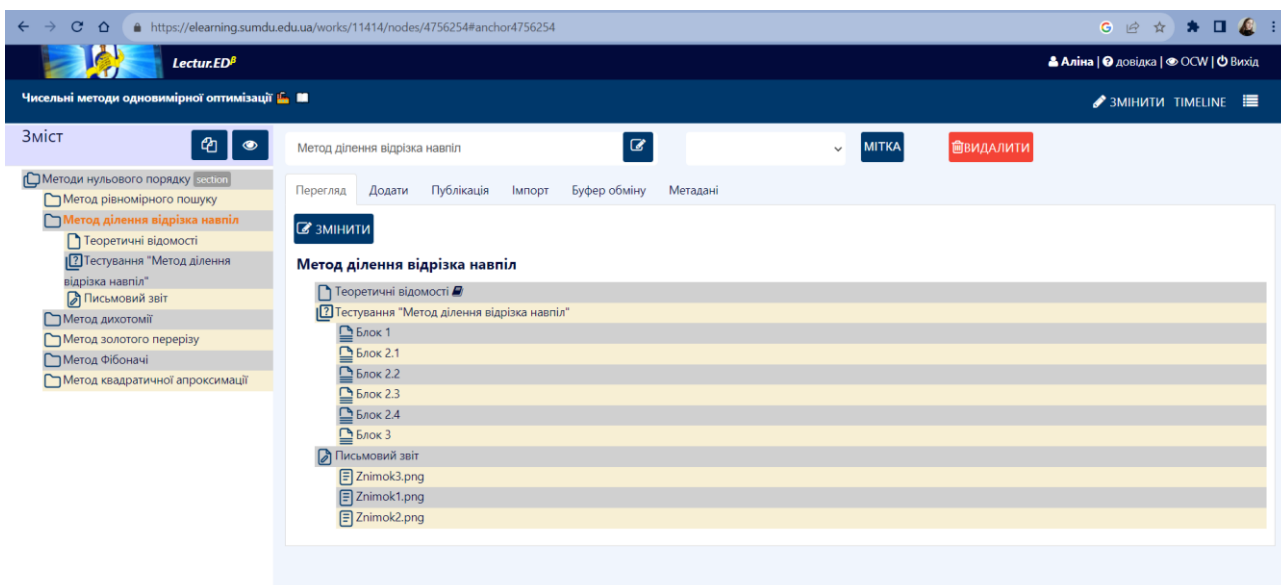 https://elearning.sumdu.edu.ua/works/11414/nodes/4756254#anchor4756254
Lectur.EDβ
Аліна | довідка | OCW | Вихід
Чисельні методи одновимірної оптимізації
ЗМІНИТИ TIMELINE
Зміст
Метод ділення відрізка навпіл
МІТКА
ВИДАЛИТИ
Методи нульового порядку section
Метод рівномірного пошуку
Метод ділення відрізка навпіл
Теоретичні відомості
Тестування "Метод ділення
відрізка навпіл"
Письмовий звіт
Метод дихотомії
Метод золотого перерізу
Метод Фібоначі
Метод квадратичної апроксимації
Перегляд Додати Публікація Імпорт Буфер обміну Метадані
ЗМІНИТИ
Метод ділення відрізка навпіл
Теоретичні відомості
Тестування "Метод ділення відрізка навпіл"
Блок 1
Блок 2.1
Блок 2.2
Блок 2.3
Блок 2.4
Блок 3
Письмовий звіт
Znimok3.png
Znimok1.png
Znimok2.png